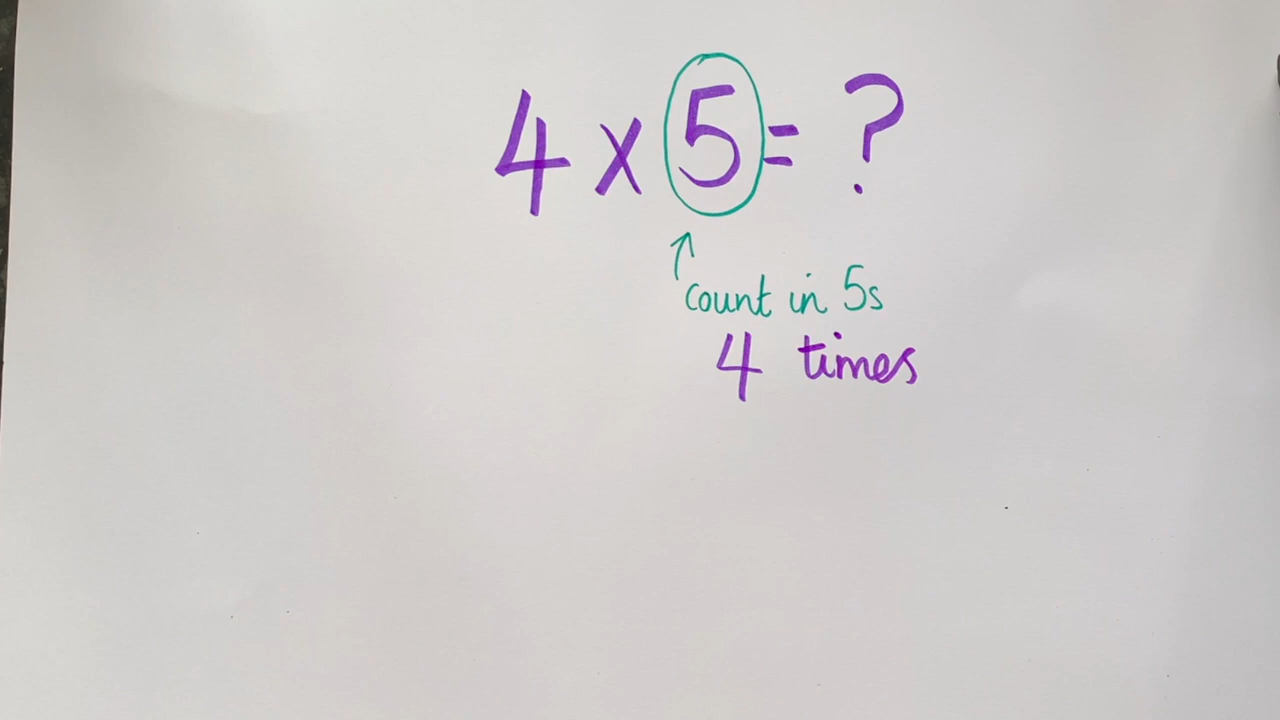 4 x 5 = ?
↑
count in 5s
4 times